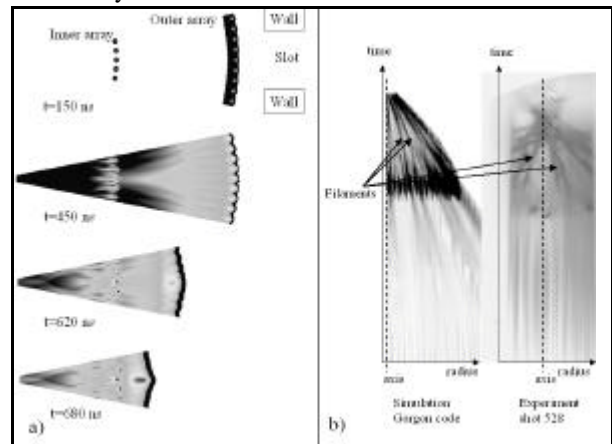 Inner array
Outer array
Wall
Slot
Wall
t=150 ns
t=450 ns
t=620 ns
t=680 ns
a)
time
time
Filaments
axis
radius
axis
radius
Simulation
Gorgon code
Experiment
shot 528
b)